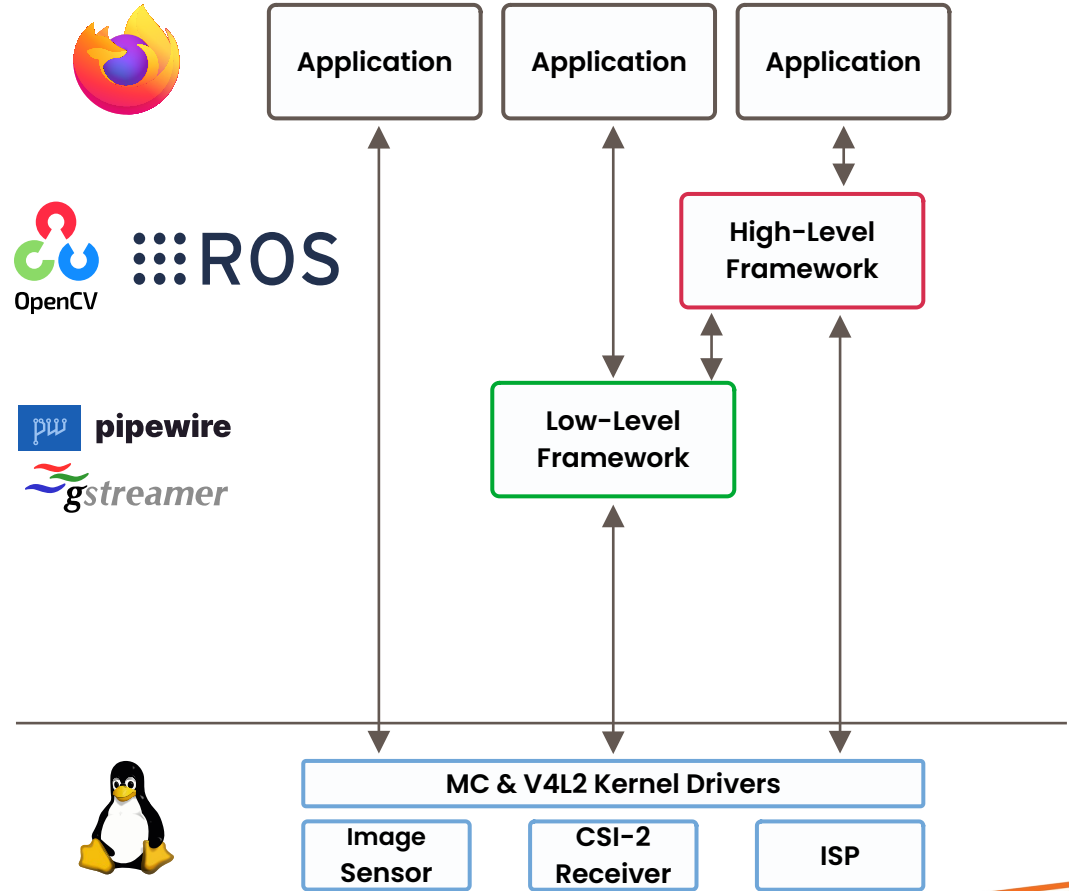 Application
Application
Application
High-Level
Framework
OpenCV
ROS
Low-Level
Framework
pw pipewire
gstreamer
MC & V4L2 Kernel Drivers
Image
Sensor
CSI-2
Receiver
ISP